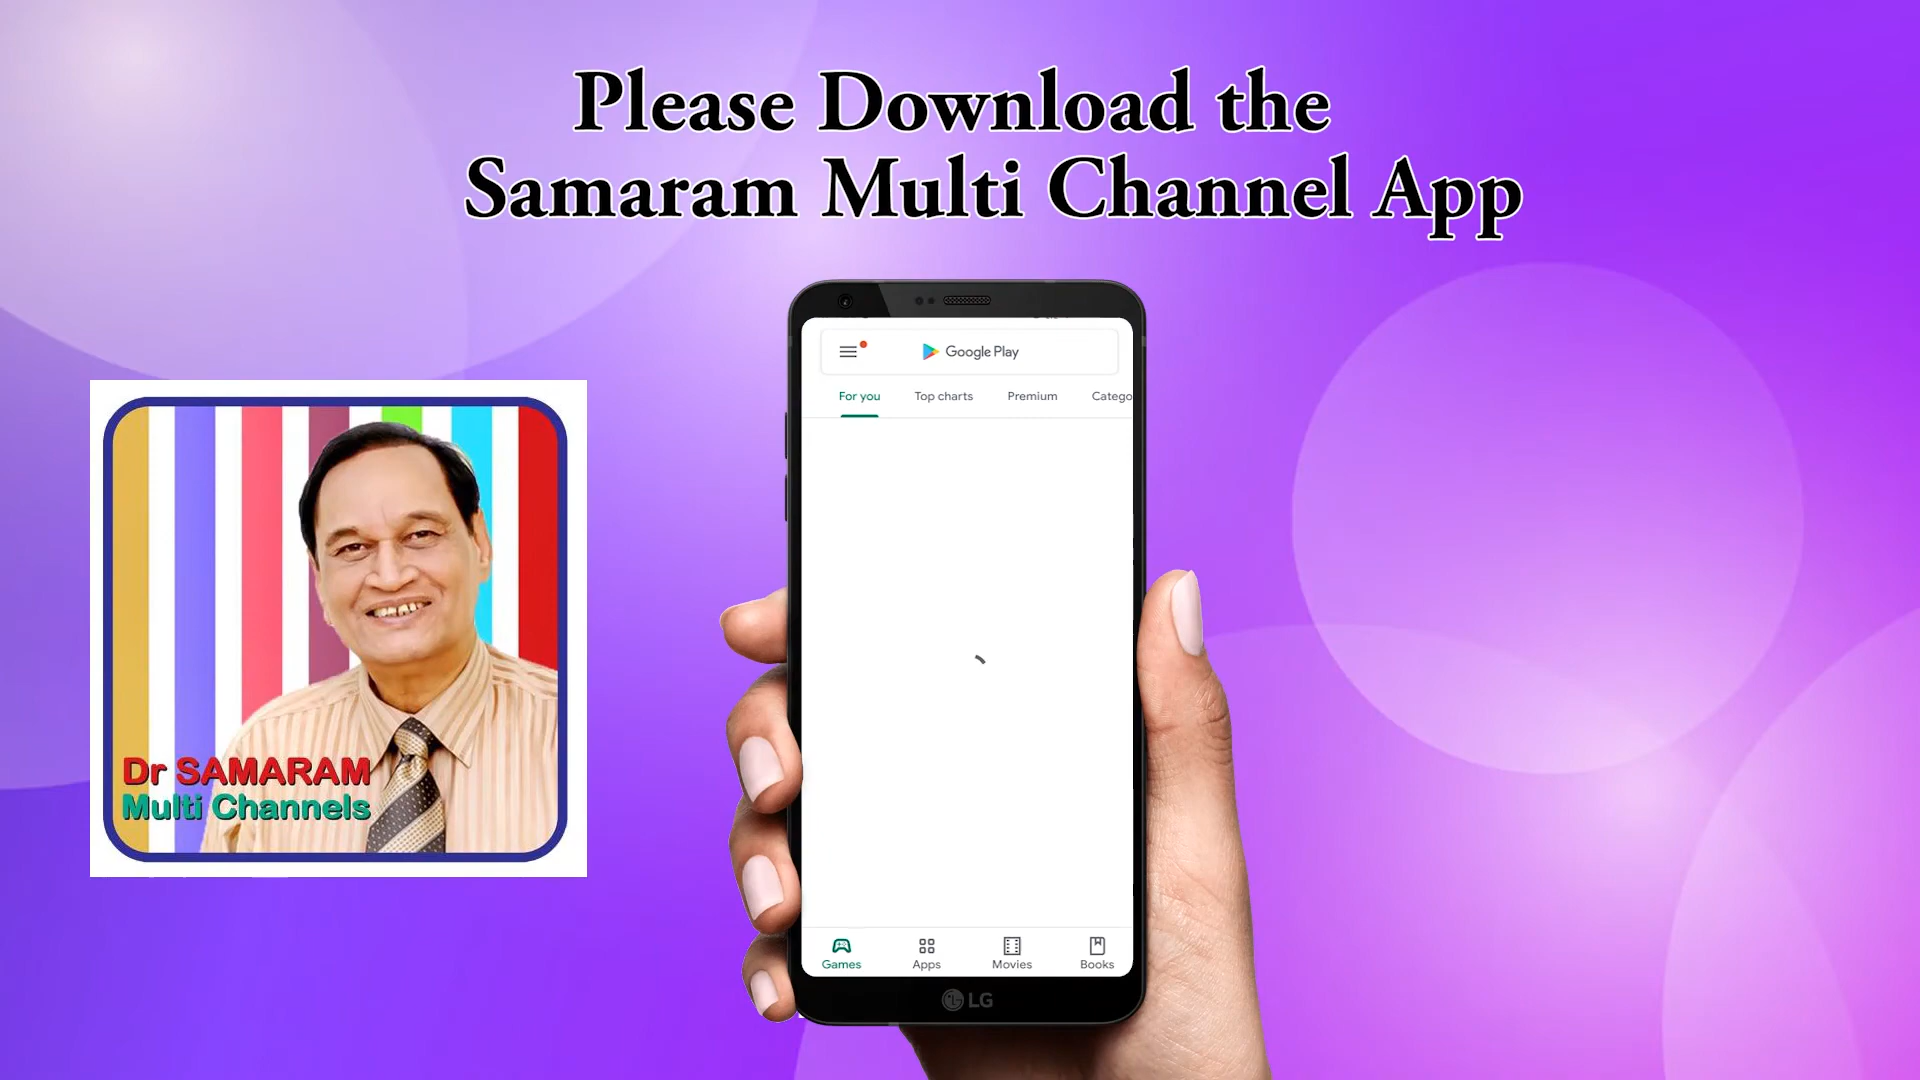 Please Download the
Samaram Multi Channel App
Google Play
For you Top charts Premium Catego
Dr SAMARAM
Multi Channels
Games Apps Movies Books
LG